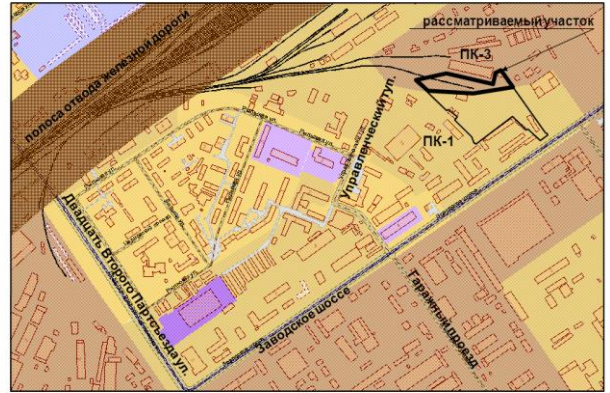 рассматриваемый участок
ПК-3
полоса отвода железной дороги
Управленческий туп.
ПК-1
Двадцать Второго Партсъезда ул.
Заводское шоссе
Гаражный проезд